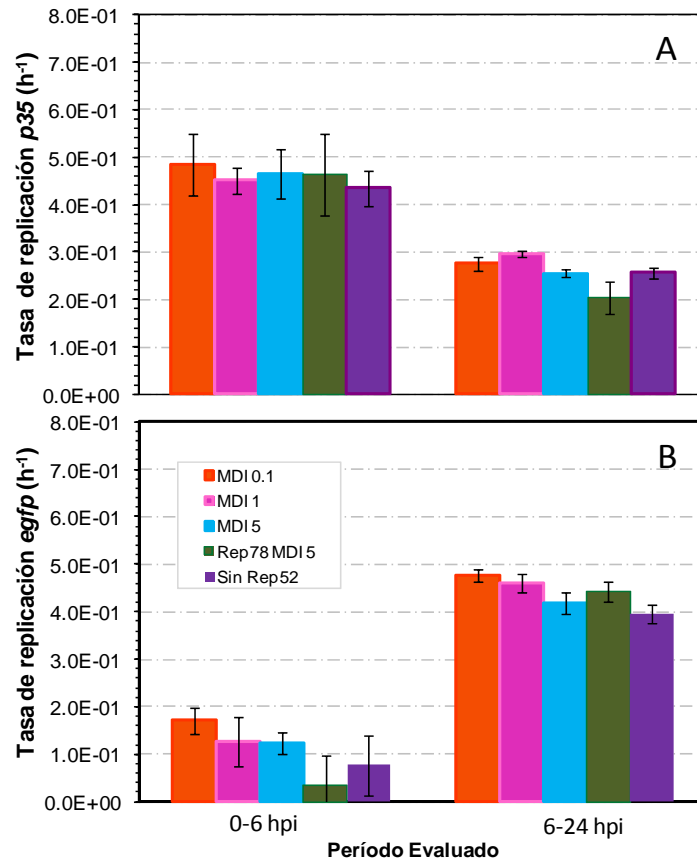 A
Tasa de replicación p35 (h-1)
8.0E-01
7.0E-01
6.0E-01
5.0E-01
4.0E-01
3.0E-01
2.0E-01
1.0E-01
0.0E+00
B
Tasa de replicación egfp (h-1)
8.0E-01
7.0E-01
6.0E-01
5.0E-01
4.0E-01
3.0E-01
2.0E-01
1.0E-01
0.0E+00
MDI 0.1
MDI 1
MDI 5
Rep78 MDI 5
Sin Rep52
0-6 hpi
6-24 hpi
Período Evaluado